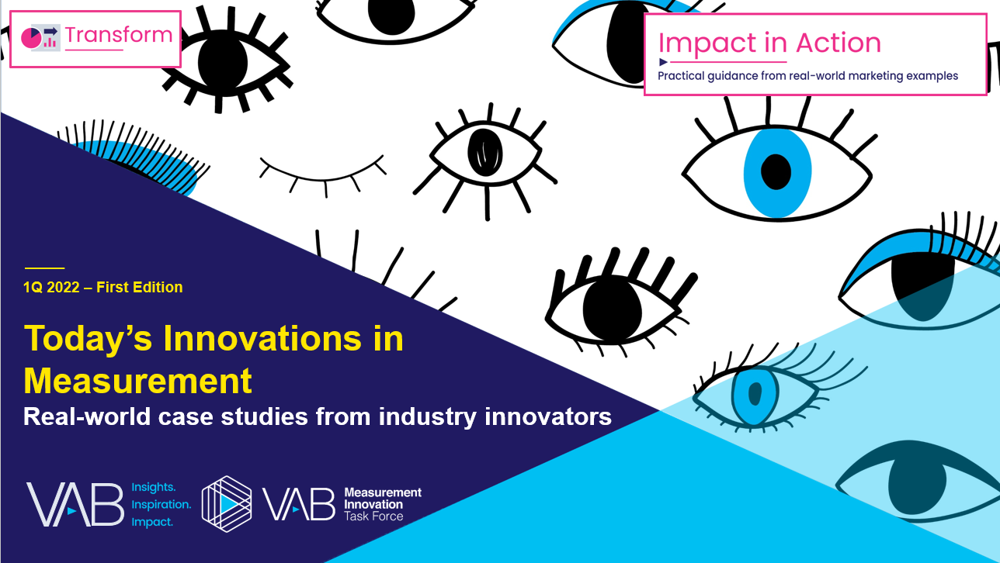 Transform
Impact in Action
Practical guidance from real-world marketing examples
1Q 2022 – First Edition
Today's Innovations in
Measurement
Real-world case studies from industry innovators
VAB
Insights.
Inspiration.
Impact.
VAB
Measurement
Innovation
Task Force